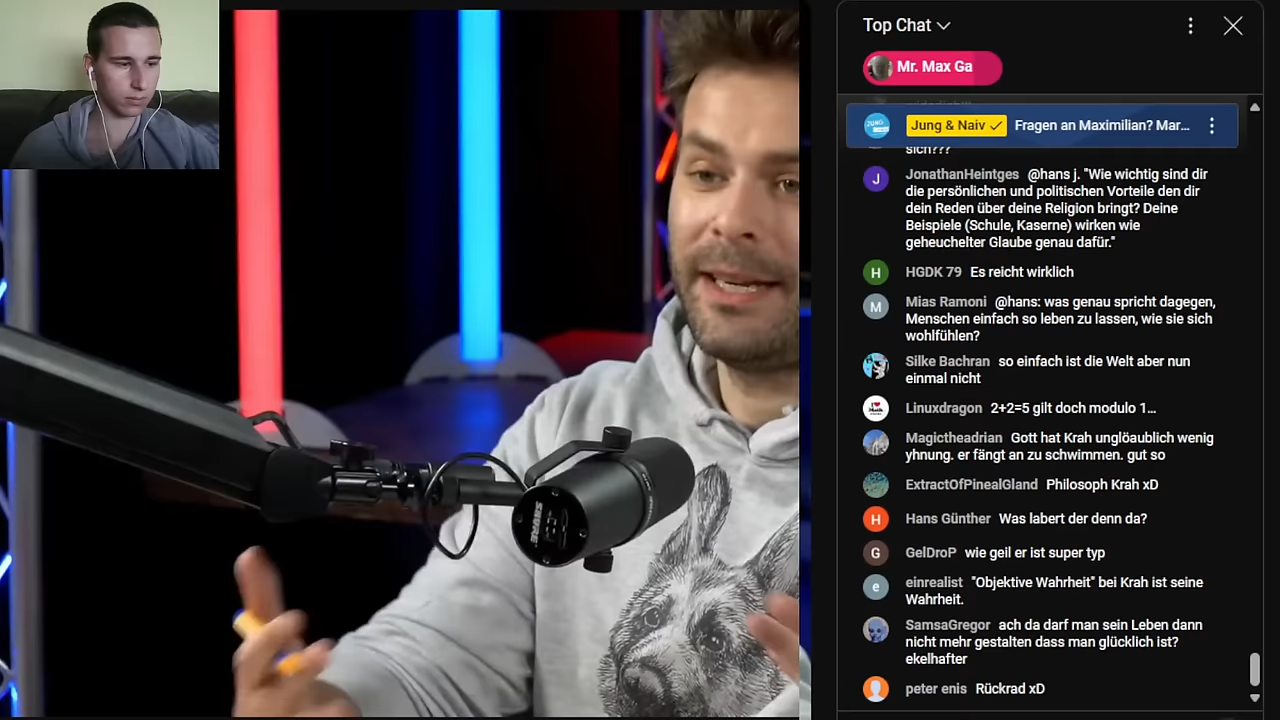 Top Chat
Mr. Max Ga
Jung & Naiv ✓ Fragen an Maximilian? Mar...
sich???
JonathanHeintges @hans j. "Wie wichtig sind dir
die persönlichen und politischen Vorteile den dir
dein Reden über deine Religion bringt? Deine
Beispiele (Schule, Kaserne) wirken wie
geheuchelter Glaube genau dafür."
HGDK 79 Es reicht wirklich
Mias Ramoni @hans: was genau spricht dagegen,
Menschen einfach so leben zu lassen, wie sie sich
wohlfühlen?
Silke Bachran so einfach ist die Welt aber nun
einmal nicht
Linuxdragon 2+2=5 gilt doch modulo 1...
Magictheadrian Gott hat Krah unglöaublich wenig
yhnung. er fängt an zu schwimmen. gut so
ExtractOfPinealGland Philosoph Krah xD
Hans Günther Was labert der denn da?
GelDroP wie geil er ist super typ
einrealist "Objektive Wahrheit" bei Krah ist seine
Wahrheit.
SamsaGregor ach da darf man sein Leben dann
nicht mehr gestalten dass man glücklich ist?
ekelhafter
peter enis Rückrad xD
SHURE